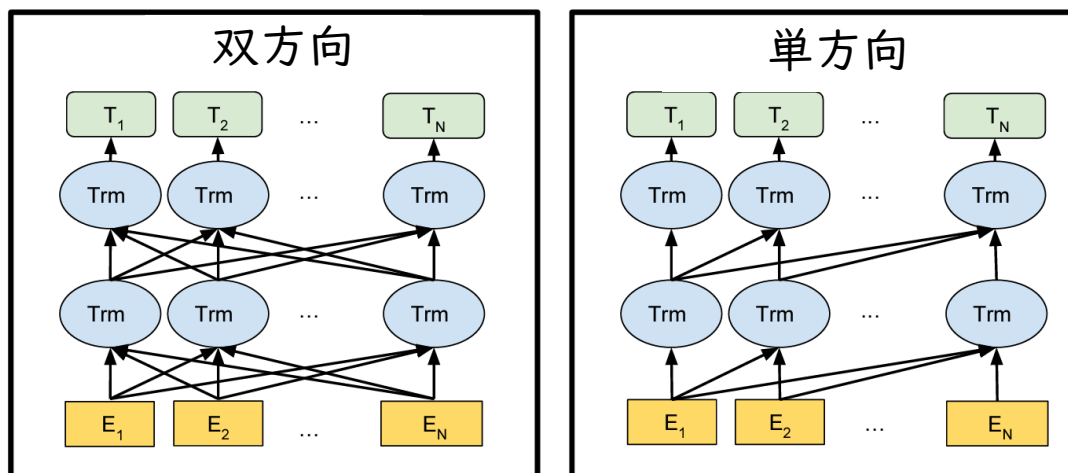 双方向
T1 T2 ... TN
Trm Trm ... Trm
Trm Trm ... Trm
E1 E2 ... EN
単方向
T1 T2 ... TN
Trm Trm ... Trm
Trm Trm ... Trm
E1 E2 ... EN